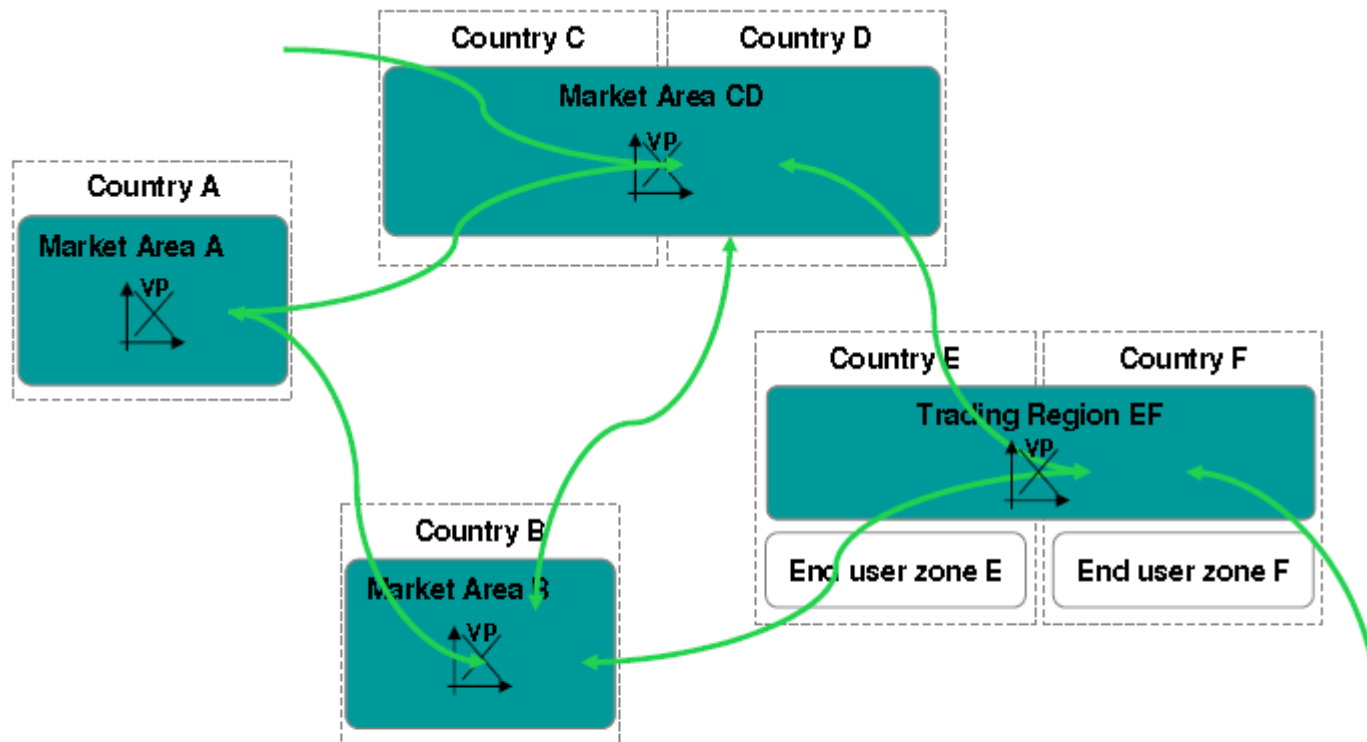 Country C
Country D
Market Area CD
VP
Country A
Market Area A
VP
Country E
Country F
Trading Region EF
VP
Country B
End user zone E
End user zone F
Market Area B
VP